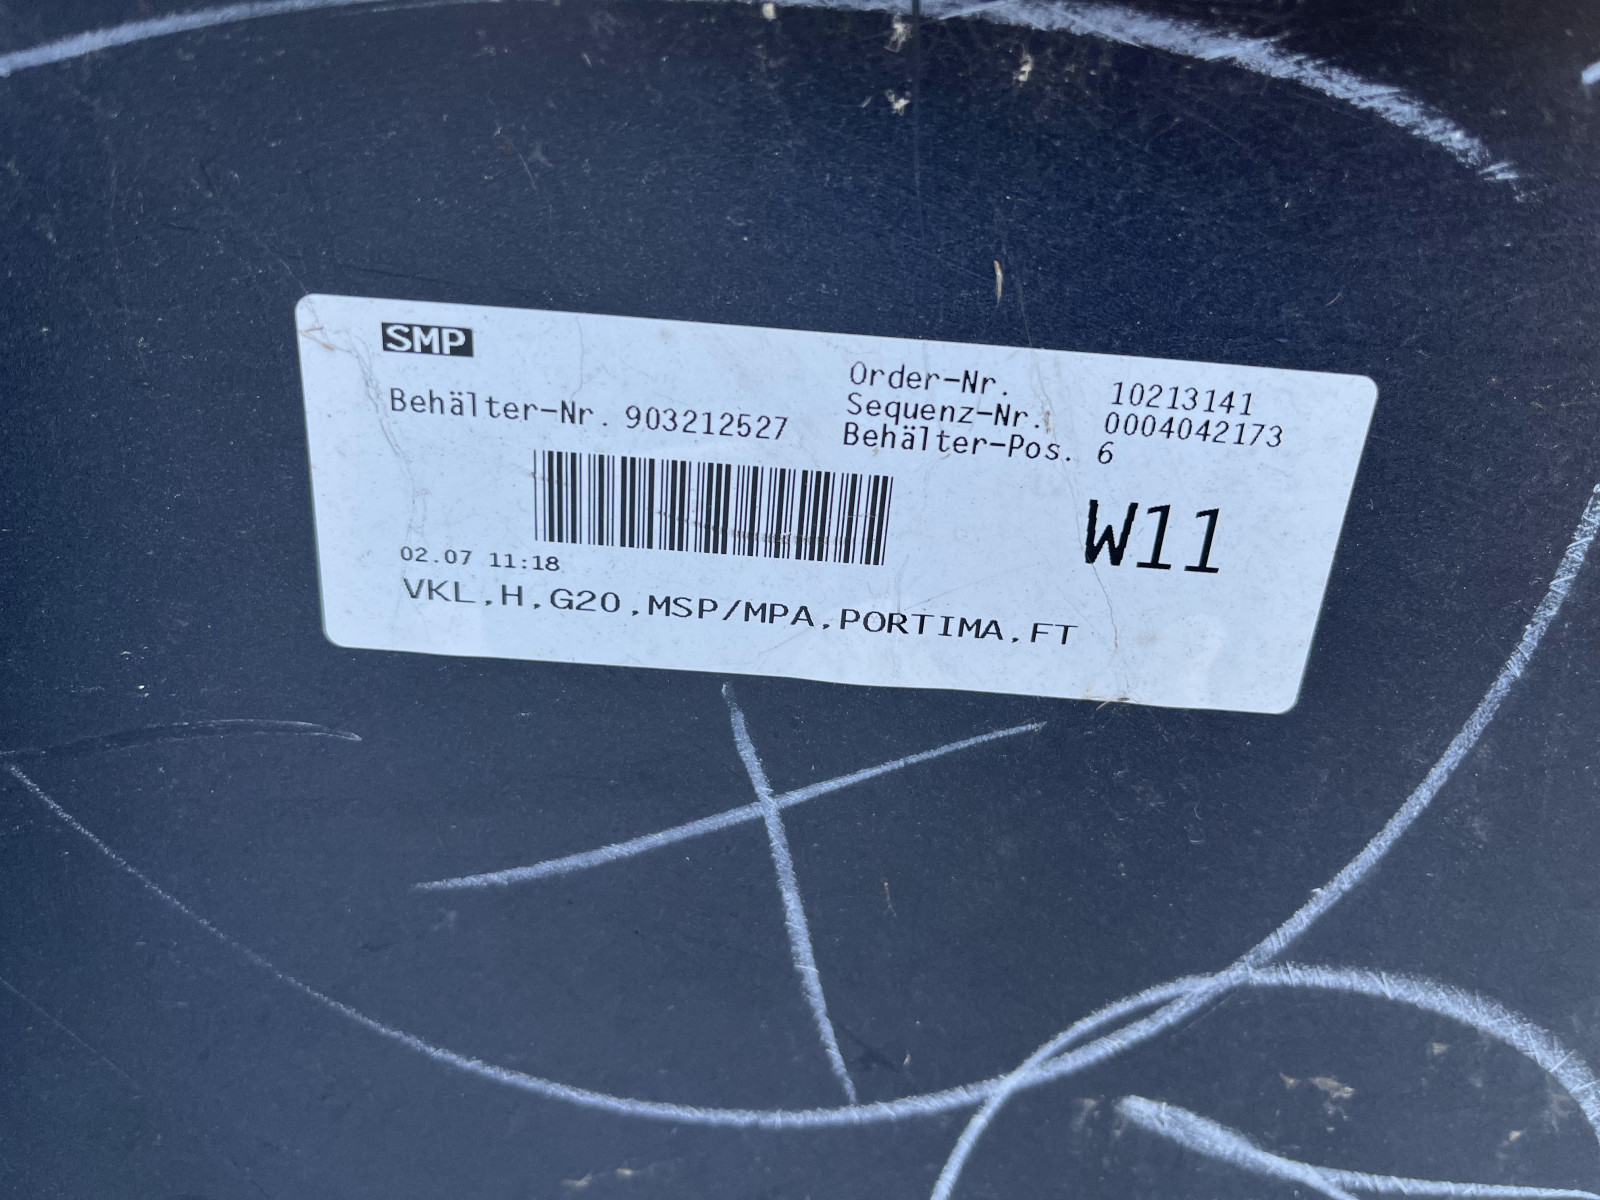 SMP
Order-Nr. 10213141
Behälter-Nr. 903212527
Sequenz-Nr. 0004042173
Behälter-Pos. 6
W11
02.07 11:18
VKL,H,G20,MSP/MPA,PORTIMA,FT